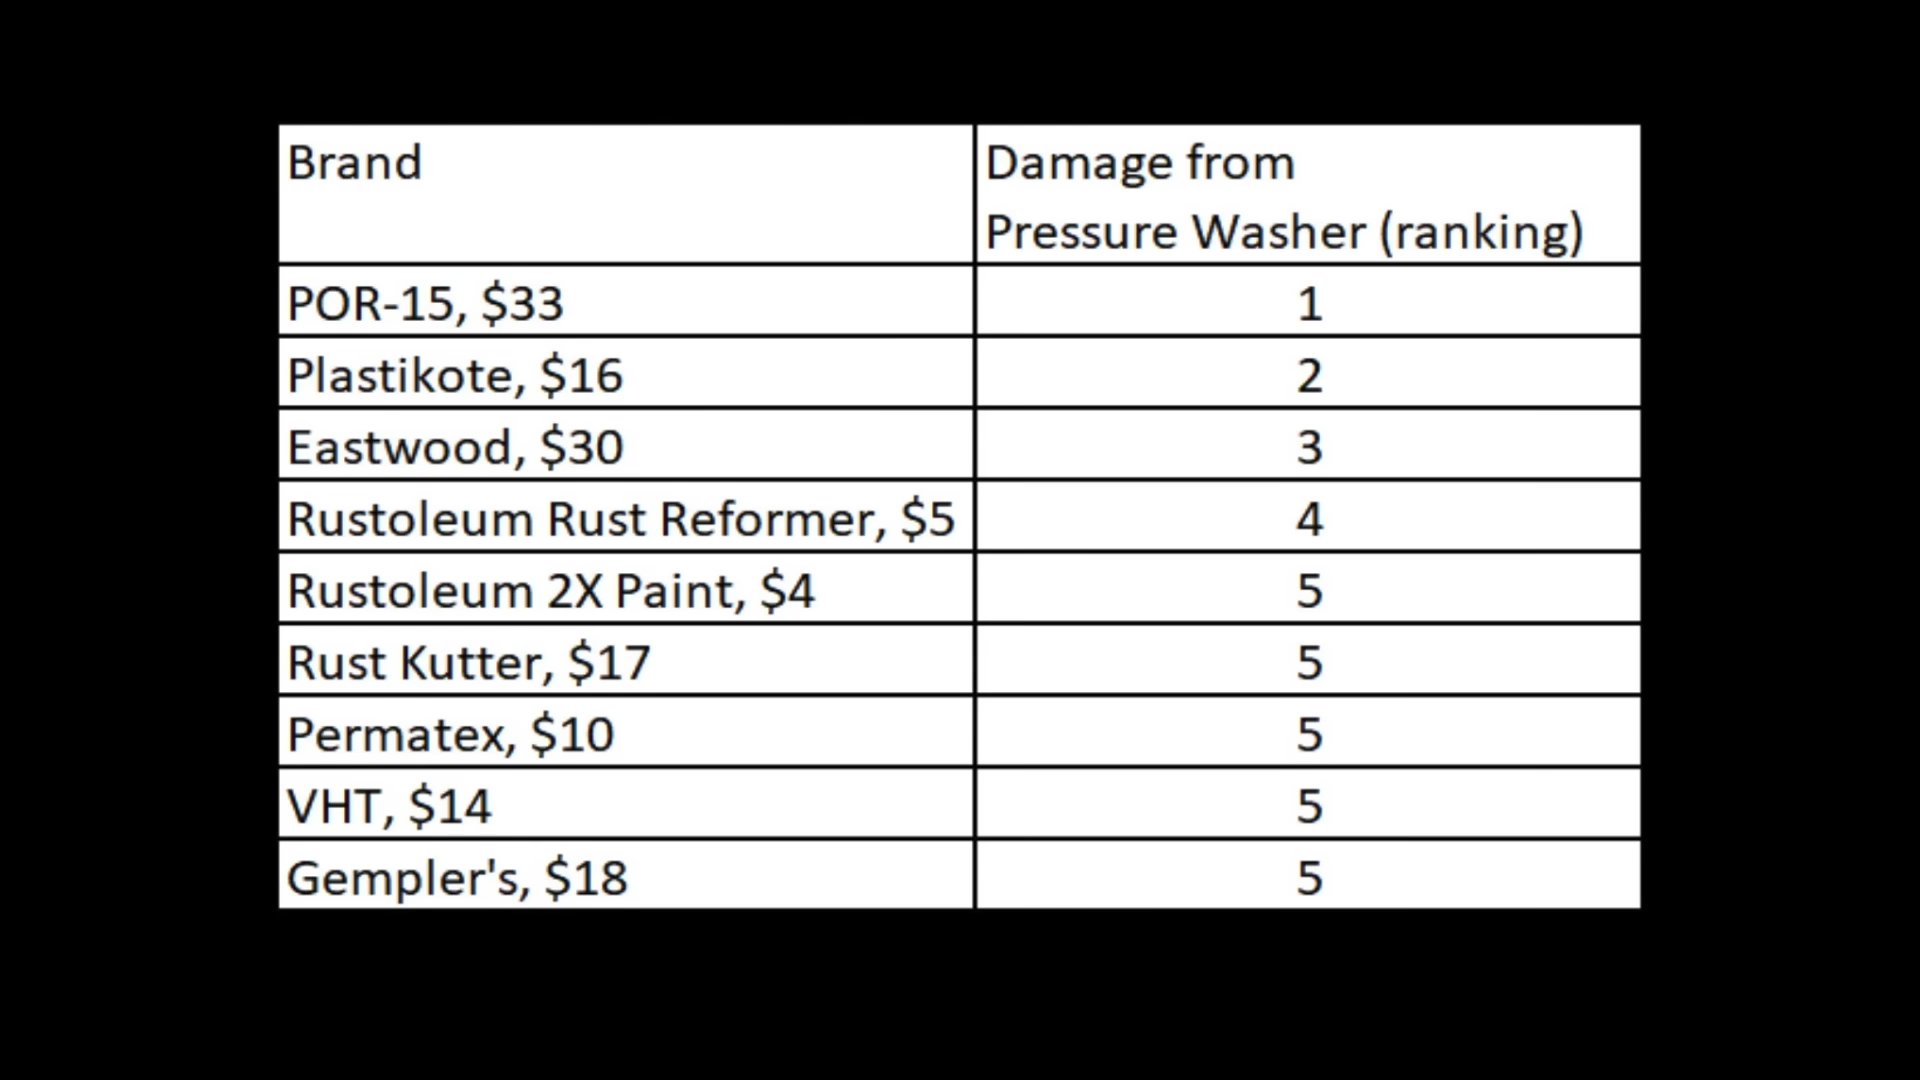 Brand
Damage from
Pressure Washer (ranking)
POR-15, $33
1
Plastikote, $16
2
Eastwood, $30
3
Rustoleum Rust Reformer, $5
4
Rustoleum 2X Paint, $4
5
Rust Kutter, $17
5
Permatex, $10
5
VHT, $14
5
Gempler's, $18
5